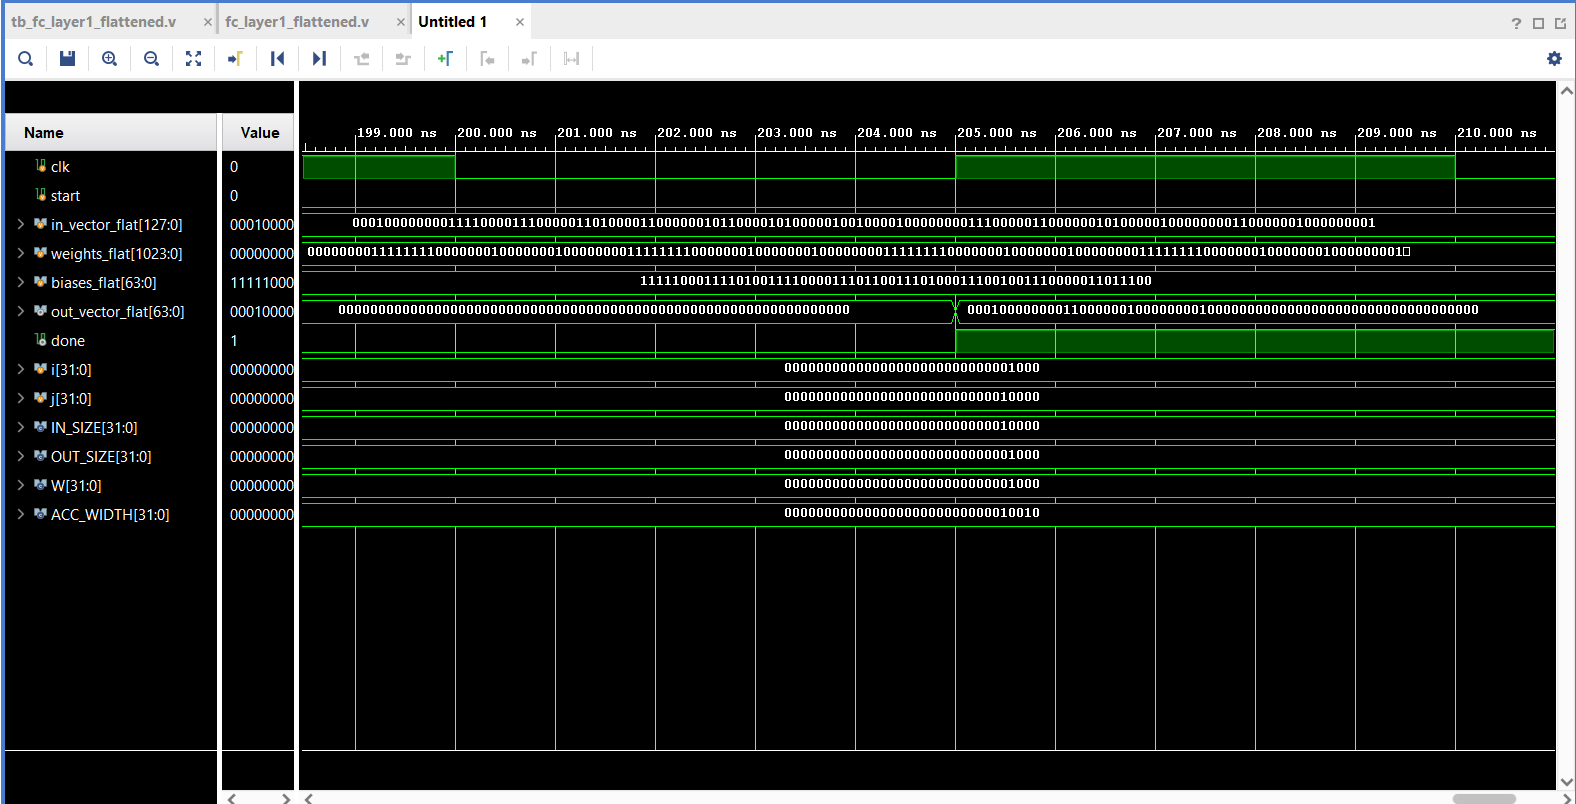 tb_fc_layer1_flattened.v
fc_layer1_flattened.v
Untitled 1
Name
Value
199.000 ns
200.000 ns
201.000 ns
202.000 ns
203.000 ns
204.000 ns
205.000 ns
206.000 ns
207.000 ns
208.000 ns
209.000 ns
210.000 ns
clk 0
start 0
in_vector_flat[127:0] 00010000 00010000000011110000111000001101000011000000101100001010000010010000100000000111000001100000010100000100000000110000001000000001
weights_flat[1023:0] 00000000 00000000111111110000000100000001000000001111111100000001000000010000000011111111000000010000000100000000111111110000000100000001000000001
biases_flat[63:0] 11111000 1111100011110100111100001110110011101000111001001110000011011100
out_vector_flat[63:0] 00010000 0000000000000000000000000000000000000000000000000000000000000000 0001000000001100000010000000010000000000000000000000000000000000
done 1
i[31:0] 00000000 00000000000000000000000000001000
j[31:0] 00000000 00000000000000000000000000010000
IN_SIZE[31:0] 00000000 00000000000000000000000000010000
OUT_SIZE[31:0] 00000000 00000000000000000000000000001000
W[31:0] 00000000 00000000000000000000000000001000
ACC_WIDTH[31:0] 00000000 00000000000000000000000000010010